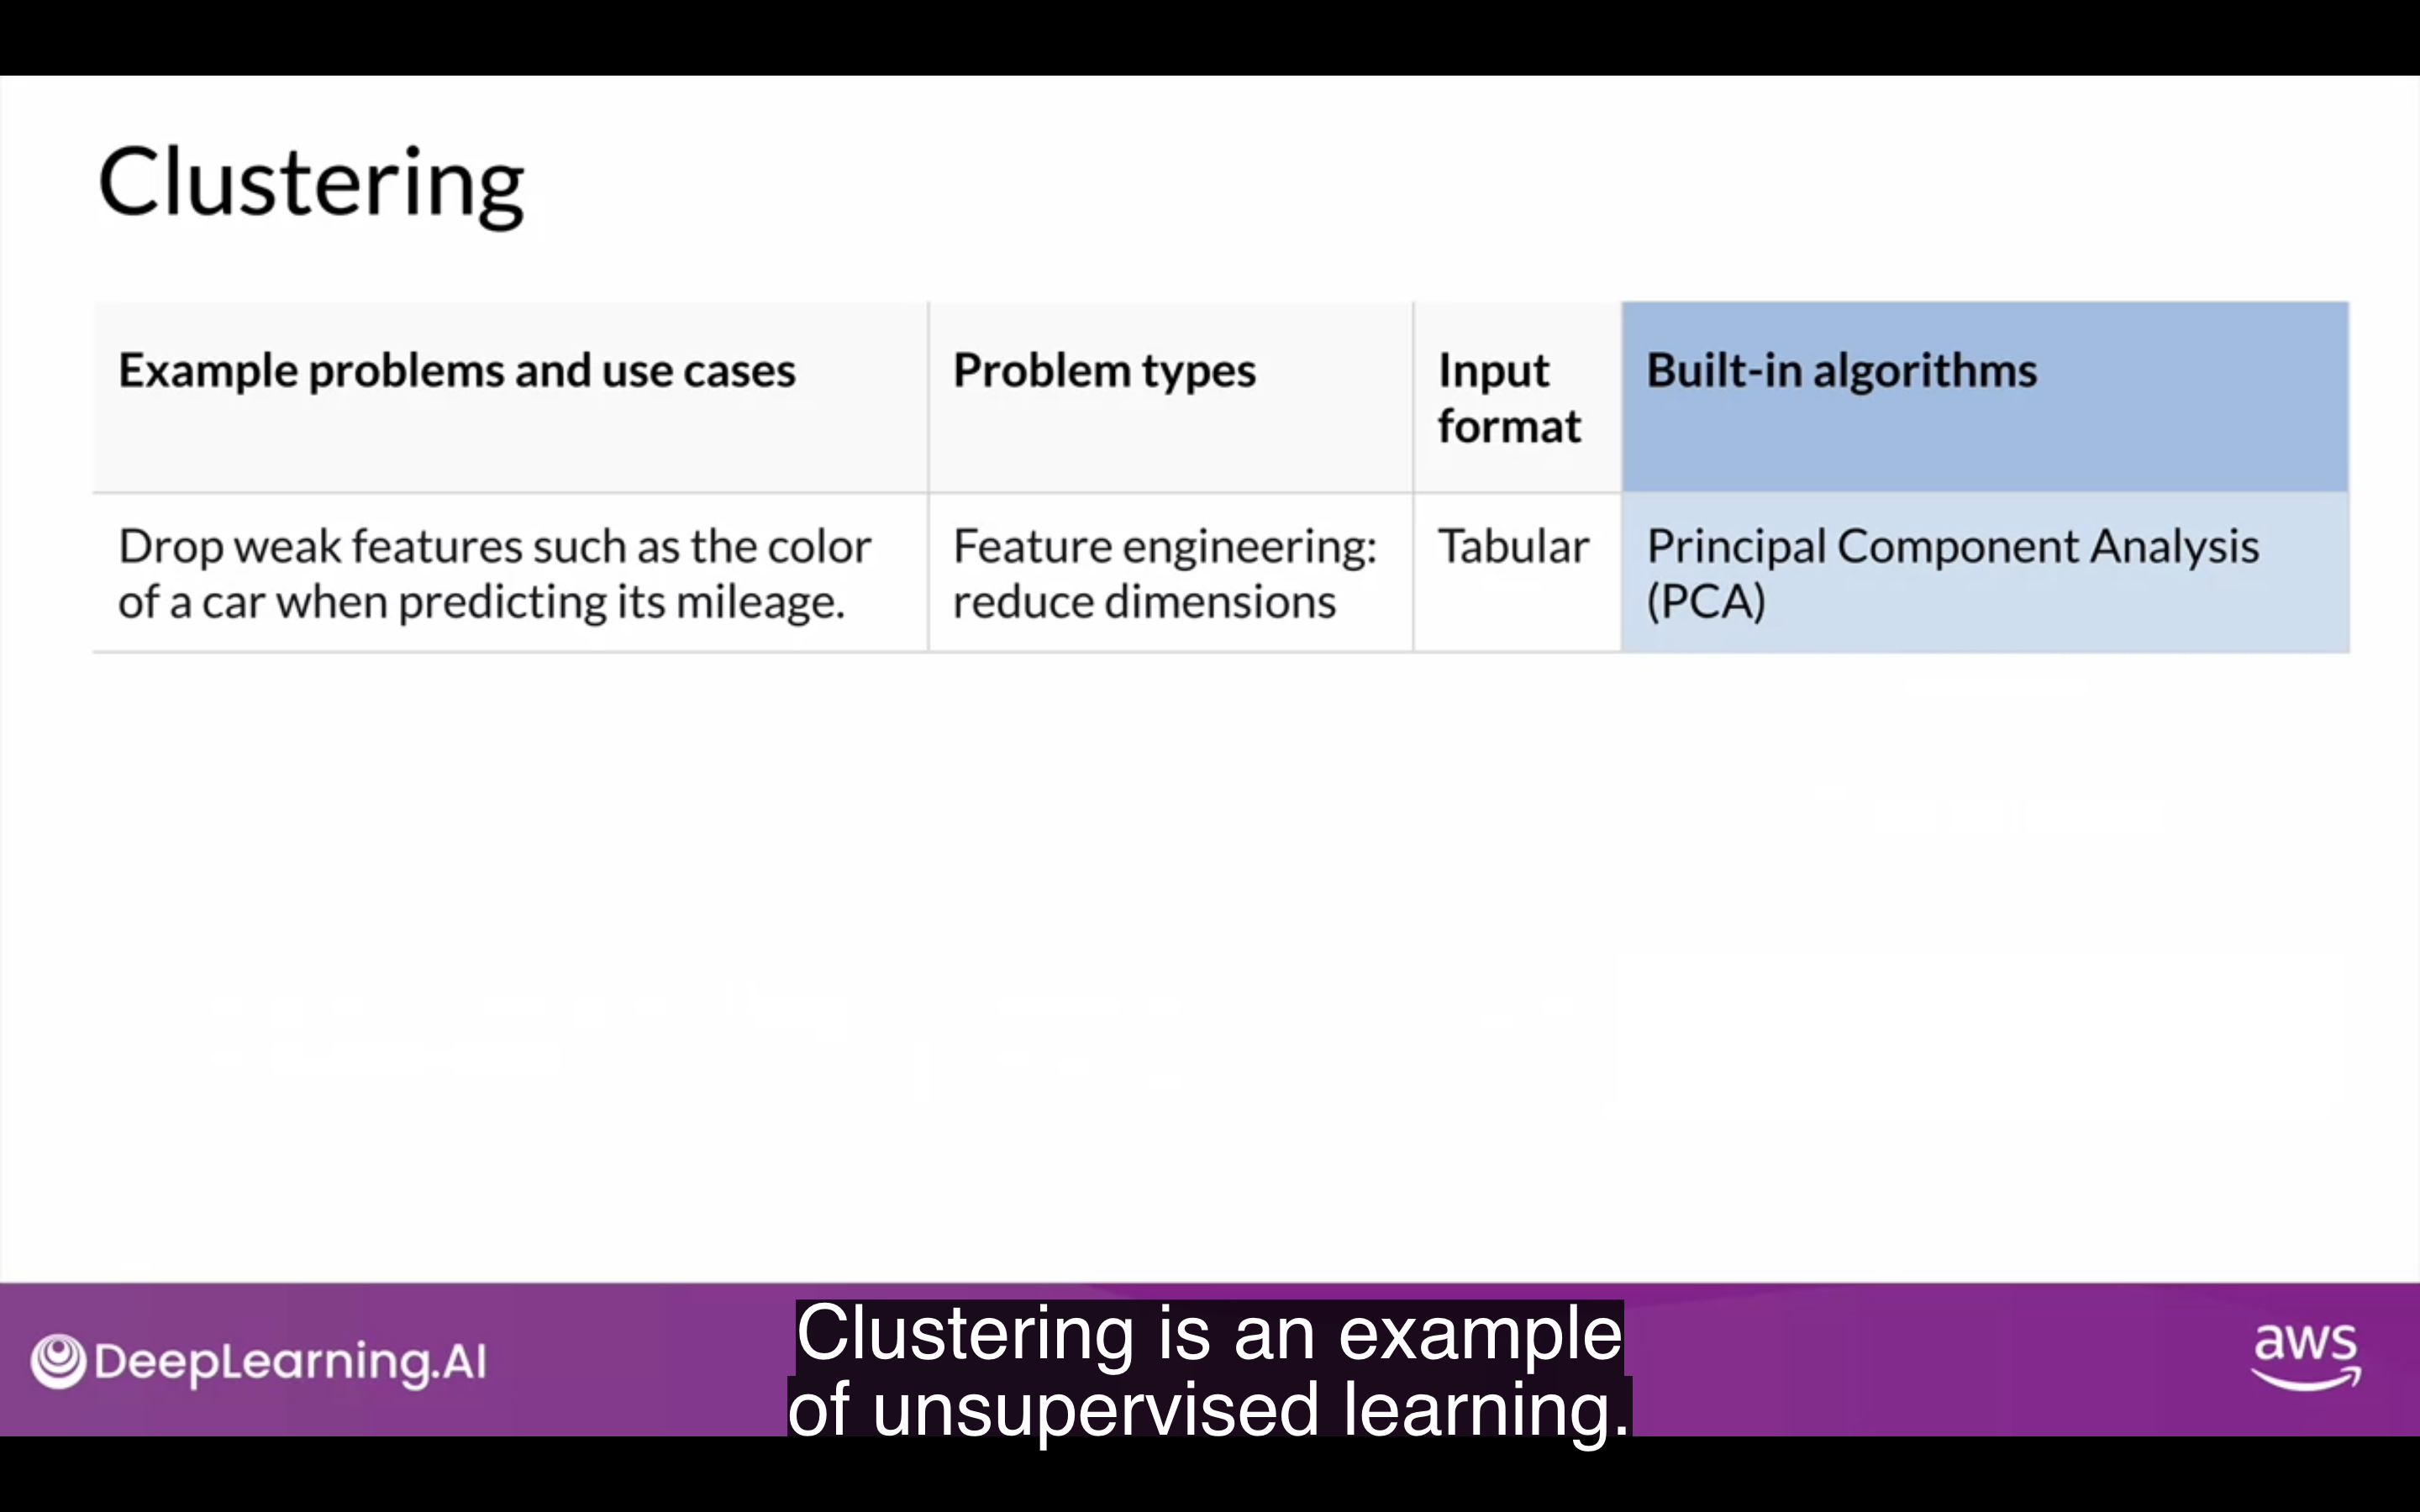 Clustering
Example problems and use cases
Problem types
Input
format
Built-in algorithms
Drop weak features such as the color
of a car when predicting its mileage.
Feature engineering:
reduce dimensions
Tabular
Principal Component Analysis
(PCA)
DeepLearning.AI
Clustering is an example
of unsupervised learning.
aws